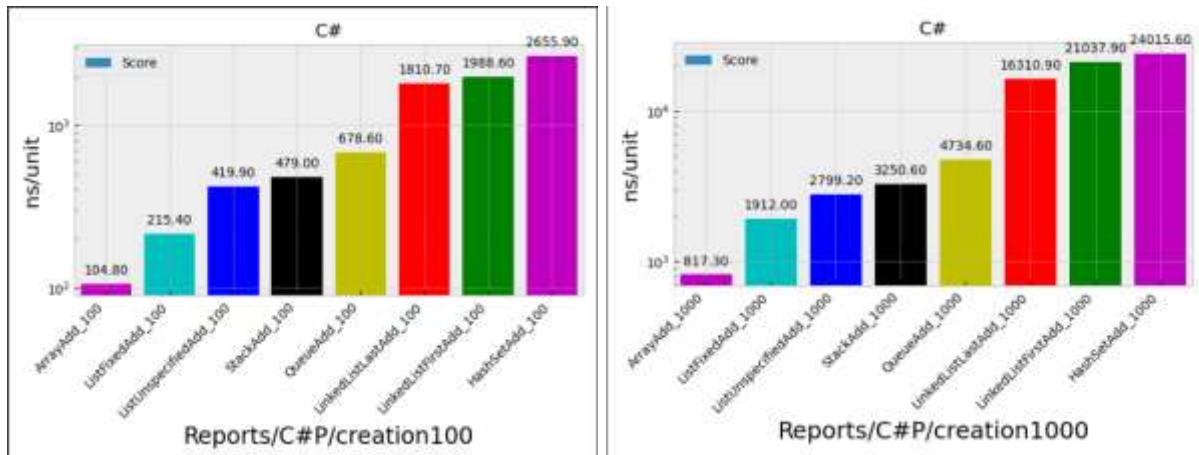 C#
Score
ns/unit
10³
10²
104.80
215.40
419.90
479.00
678.60
1810.70
1988.60
2655.90
ArrayAdd_100
ListFixedAdd_100
ListUnspecifiedAdd_100
StackAdd_100
QueueAdd_100
LinkedListLastAdd_100
LinkedListFirstAdd_100
HashSetAdd_100
Reports/C#P/creation100
C#
Score
ns/unit
10⁴
10³
817.30
1912.00
2799.20
3250.60
4734.60
16310.90
21037.90
24015.60
ArrayAdd_1000
ListFixedAdd_1000
ListUnspecifiedAdd_1000
StackAdd_1000
QueueAdd_1000
LinkedListLastAdd_1000
LinkedListFirstAdd_1000
HashSetAdd_1000
Reports/C#P/creation1000